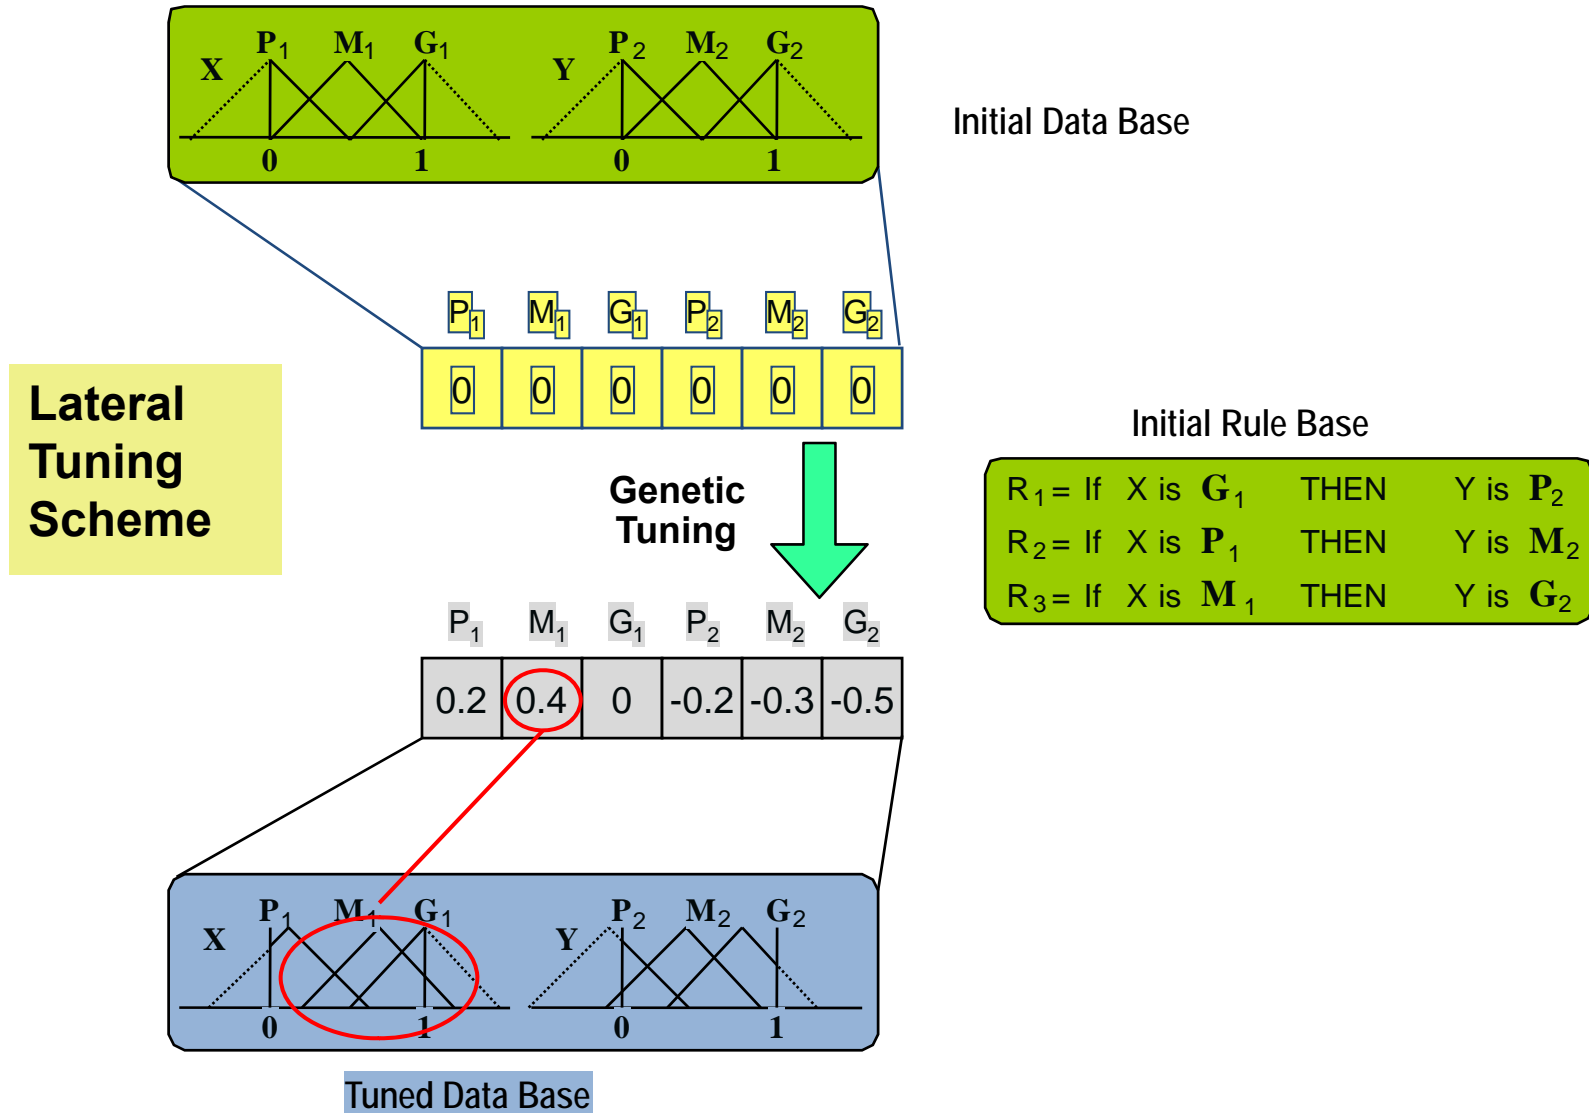 P1 M1 G1 P2 M2 G2
X Y
0 1 0 1
Initial Data Base
P1 M1 G1 P2 M2 G2
0 0 0 0 0 0
Lateral
Tuning
Scheme
Genetic
Tuning
Initial Rule Base
R1 = If X is G1 THEN Y is P2
R2 = If X is P1 THEN Y is M2
R3 = If X is M1 THEN Y is G2
P1 M1 G1 P2 M2 G2
0.2 0.4 0 -0.2 -0.3 -0.5
P1 M1 G1 P2 M2 G2
X Y
0 1 0 1
Tuned Data Base